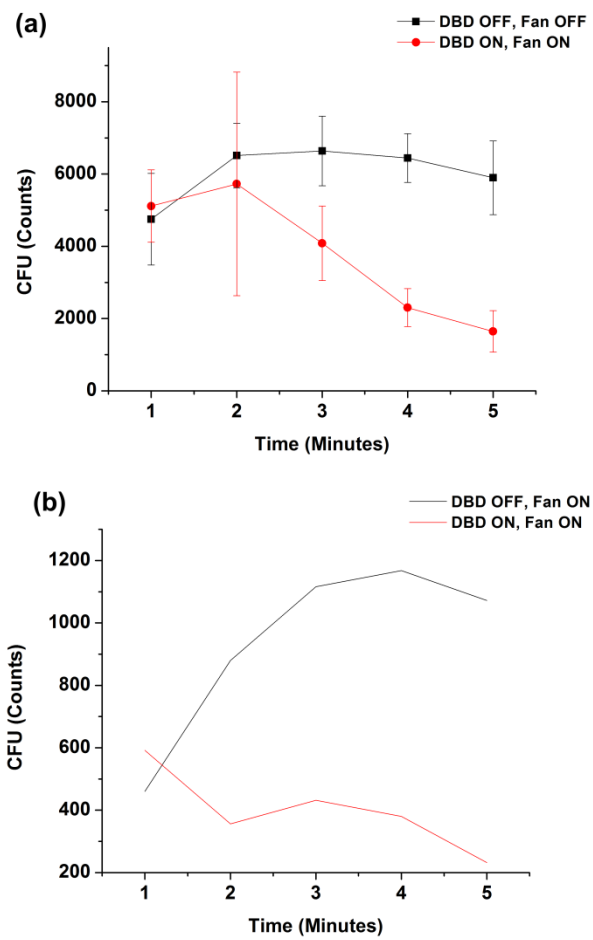 (a)
DBD OFF, Fan OFF
DBD ON, Fan ON
8000
6000
4000
2000
0
CFU (Counts)
1 2 3 4 5
Time (Minutes)
(b)
DBD OFF, Fan ON
DBD ON, Fan ON
1200
1000
800
600
400
200
CFU (Counts)
1 2 3 4 5
Time (Minutes)